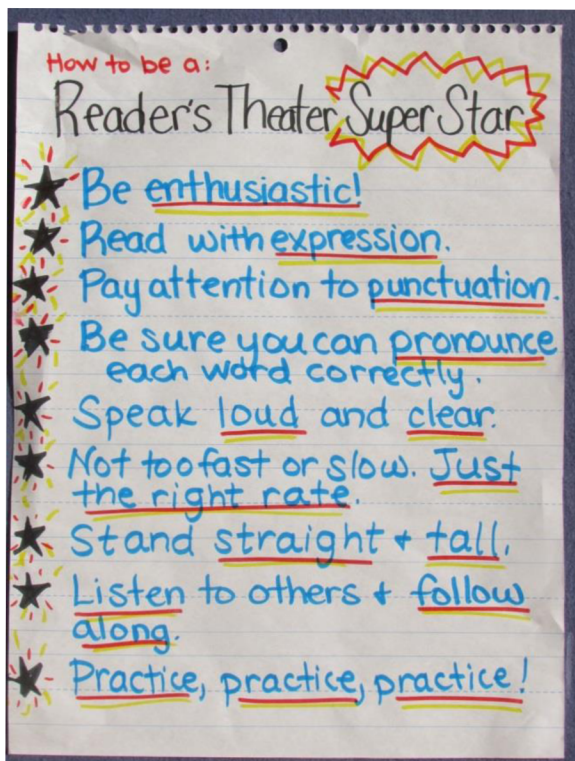 How to be a:
Reader's Theater Super Star
Be enthusiastic!
Read with expression.
Pay attention to punctuation.
Be sure you can pronounce
each word correctly.
Speak loud and clear.
Not too fast or slow. Just
the right rate.
Stand straight + tall.
Listen to others + follow
along.
Practice, practice, practice!